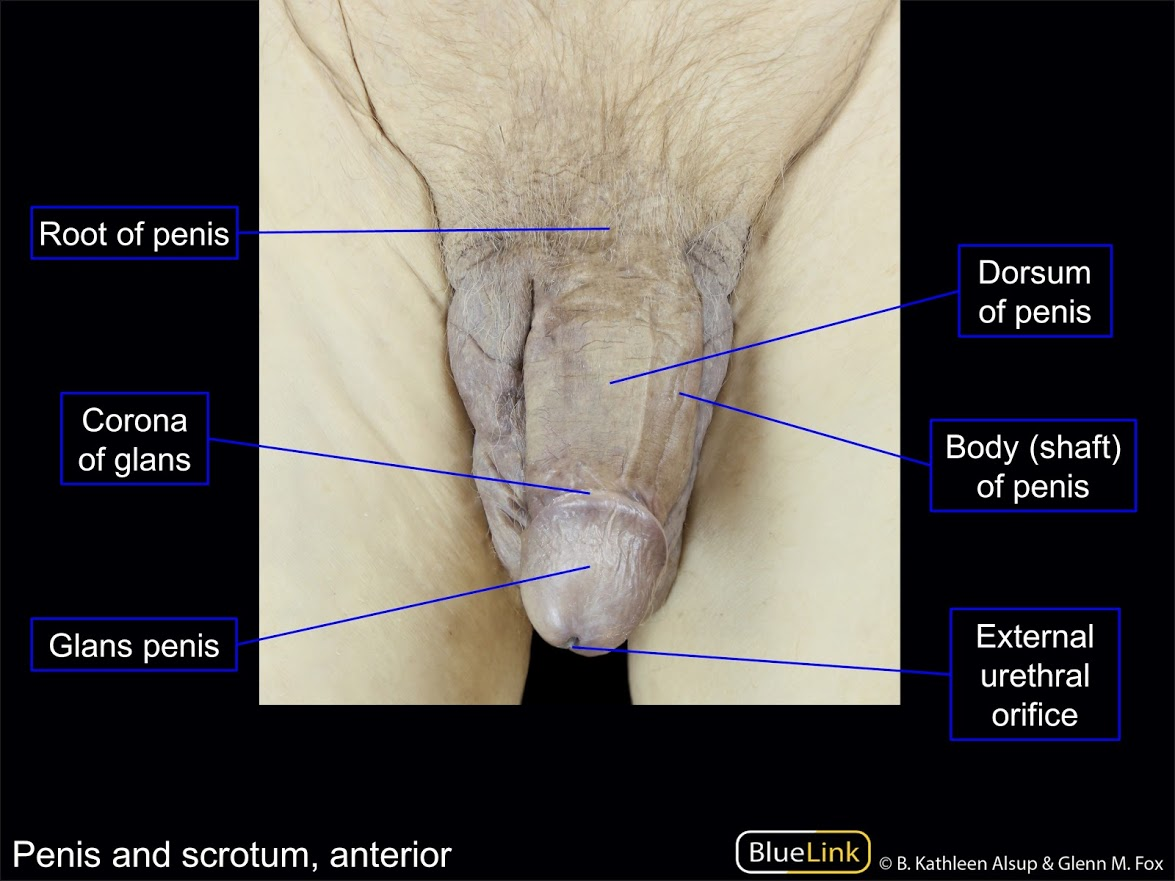 Root of penis
Dorsum
of penis
Corona
of glans
Body (shaft)
of penis
Glans penis
External
urethral
orifice
Penis and scrotum, anterior
BlueLink
© B. Kathleen Alsup & Glenn M. Fox